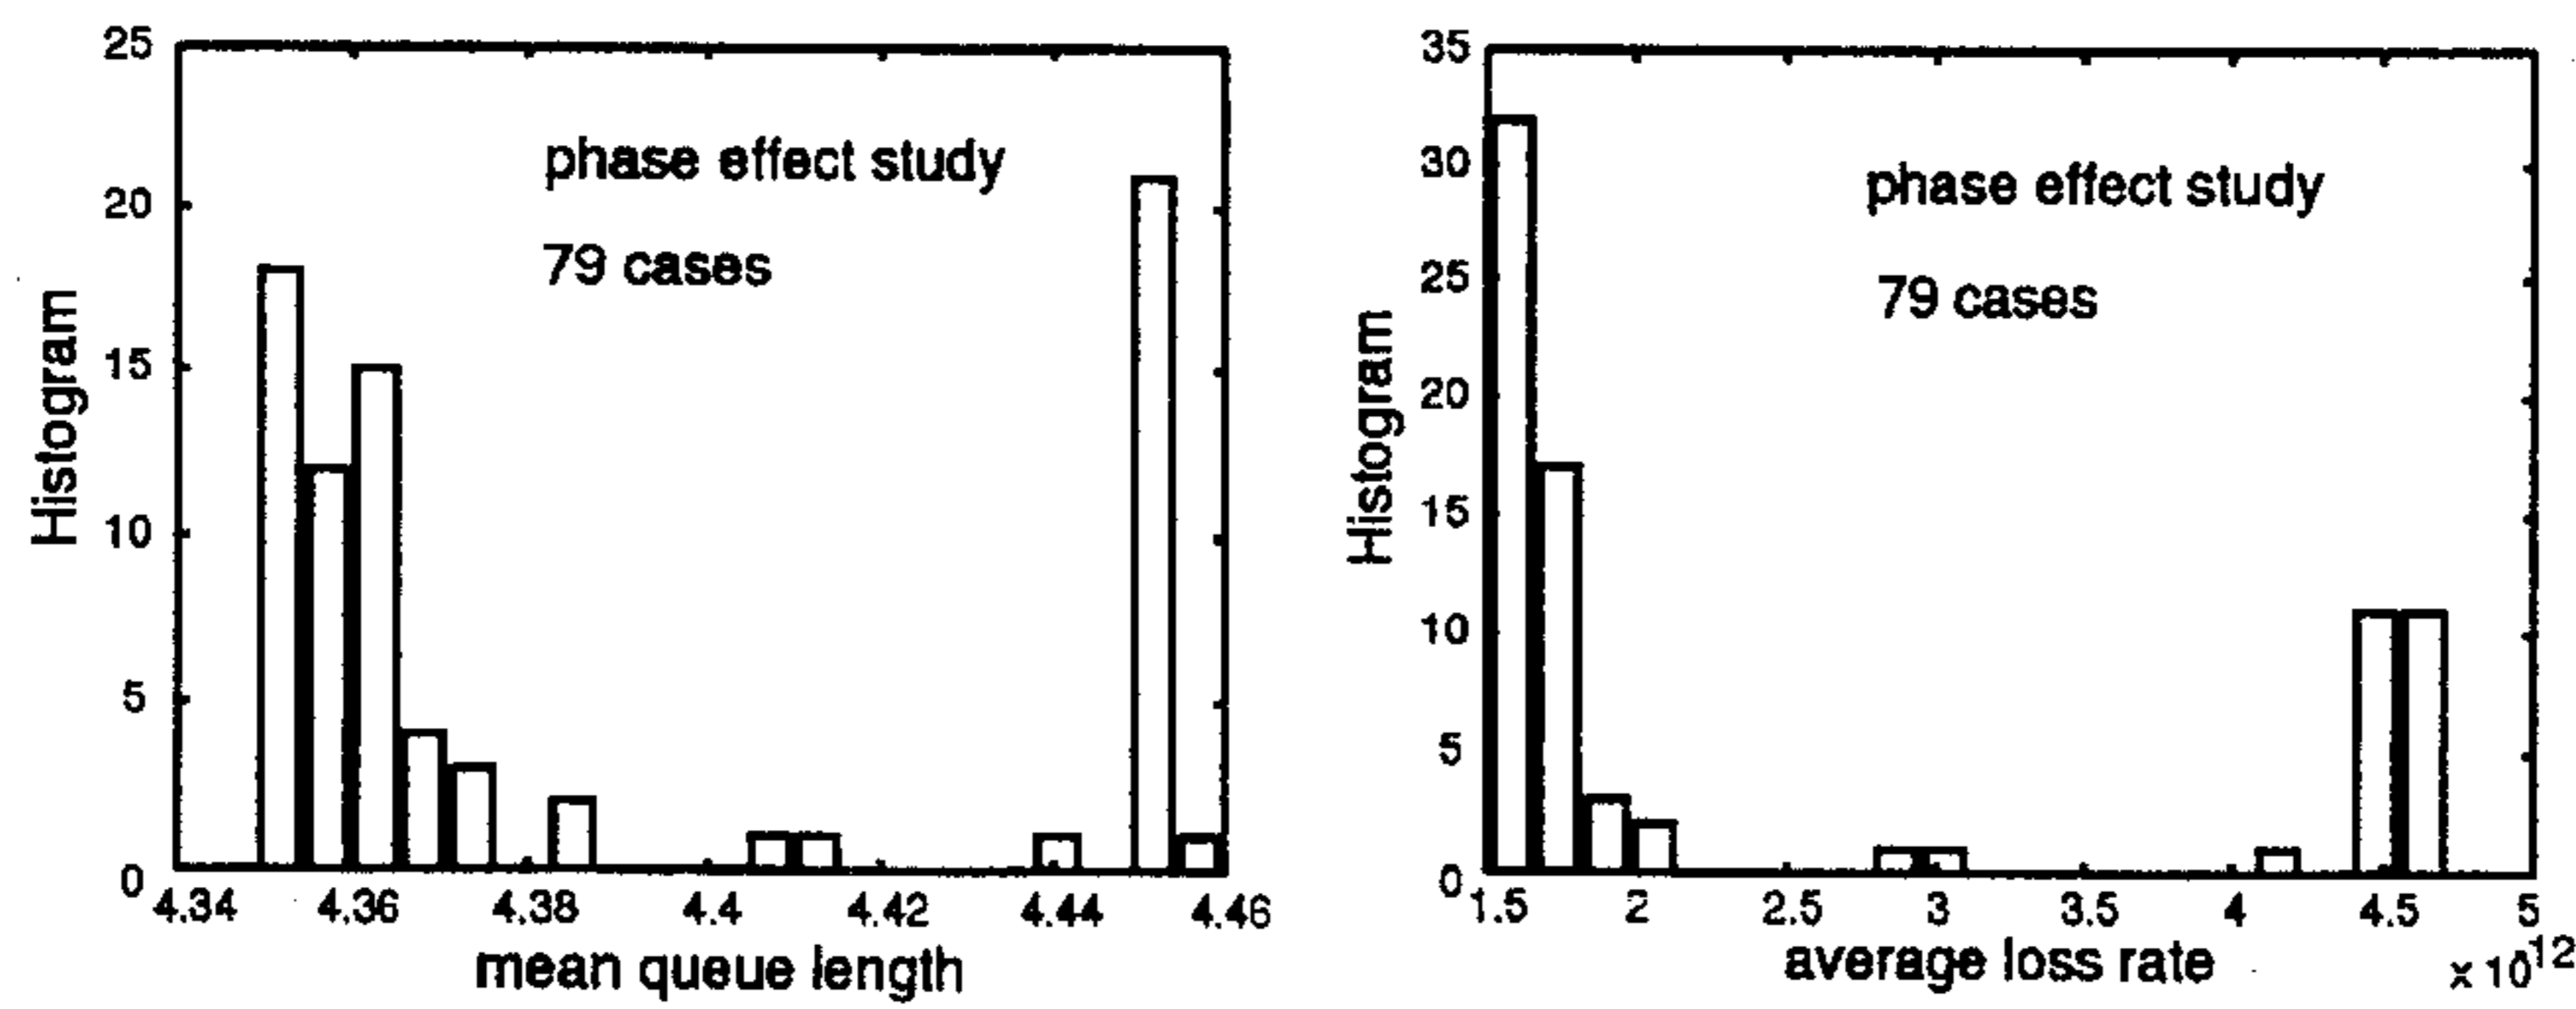 25
20
15
10
5
0
Histogram
phase effect study
79 cases
4.34 4.36 4.38 4.4 4.42 4.44 4.46
mean queue length
35
30
25
20
15
10
5
0
Histogram
phase effect study
79 cases
1.5 2 2.5 3 3.5 4 4.5 5
average loss rate
x 10^12